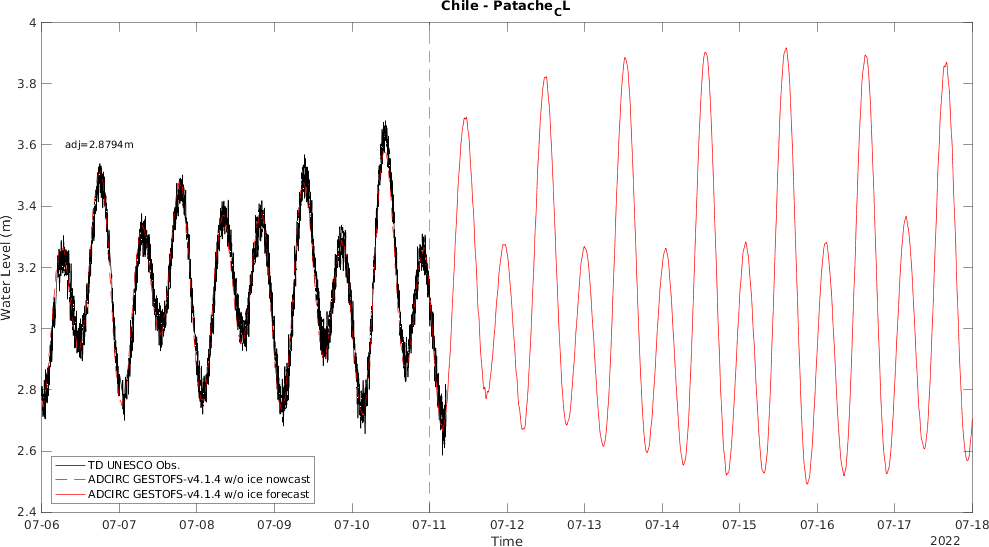 Chile - Patache_CL
Water Level (m)
4
3.8
3.6
3.4
3.2
3
2.8
2.6
2.4
adj=2.8794m
TD UNESCO Obs.
ADCIRC GESTOFS-v4.1.4 w/o ice nowcast
ADCIRC GESTOFS-v4.1.4 w/o ice forecast
07-06 07-07 07-08 07-09 07-10 07-11 07-12 07-13 07-14 07-15 07-16 07-17 07-18
Time
2022